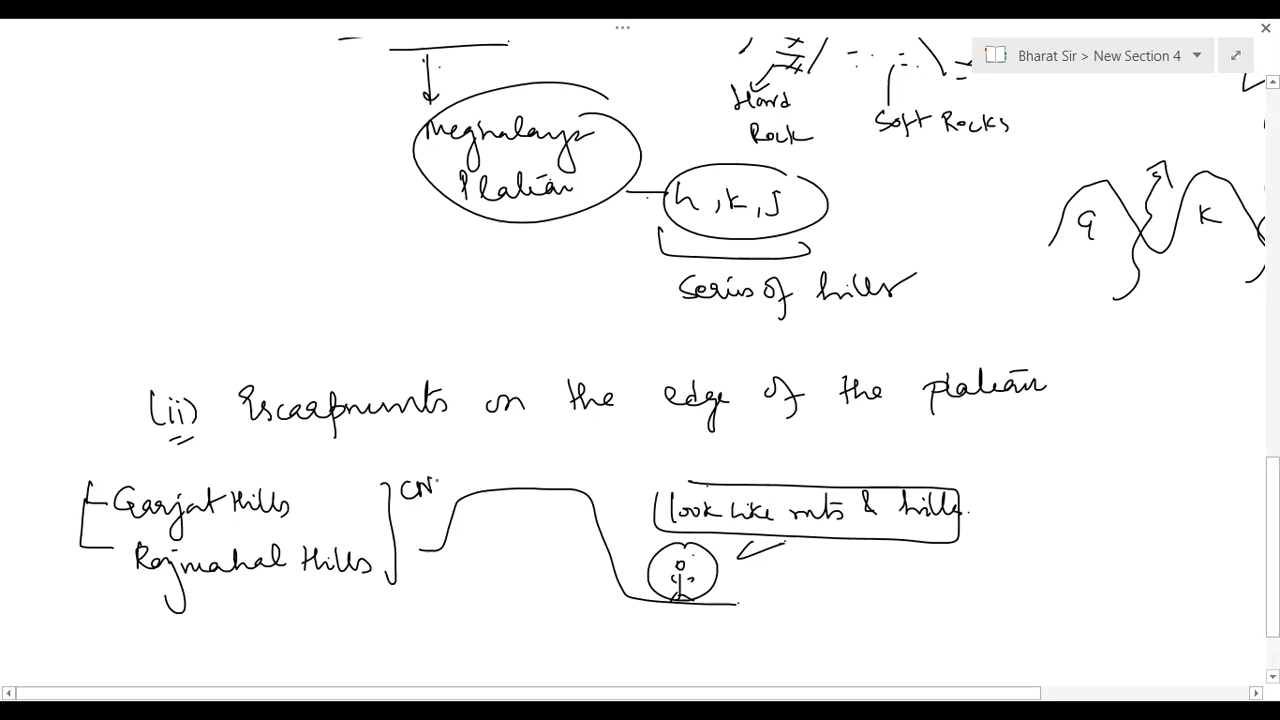 Bharat Sir > New Section 4
Hard
Rock
Soft Rocks
Meghalaya
Plateau
h, k, J
Series of hills
q
K
(ii) Escarpments on the edge of the plateau
Garjat Hills
Rajmahal Hills
CN
look like mts & hills.